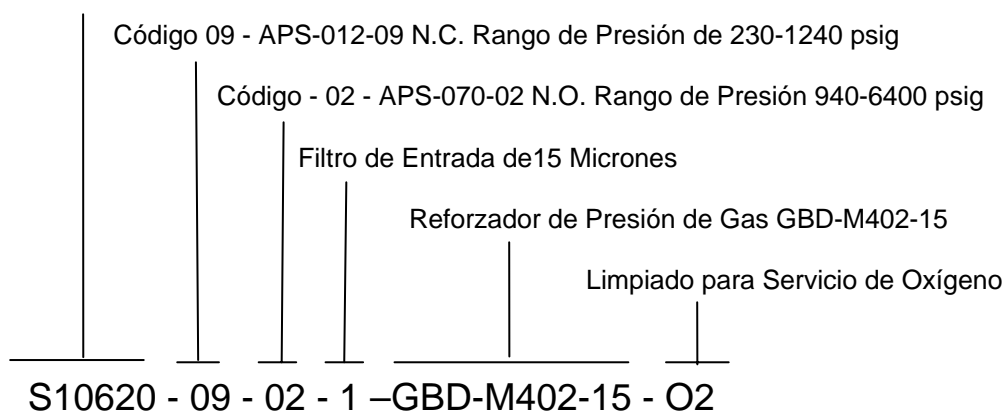 Código 09 - APS-012-09 N.C. Rango de Presión de 230-1240 psig
Código - 02 - APS-070-02 N.O. Rango de Presión 940-6400 psig
Filtro de Entrada de15 Micrones
Reforzador de Presión de Gas GBD-M402-15
Limpiado para Servicio de Oxígeno
S10620 - 09 - 02 - 1 –GBD-M402-15 - O2